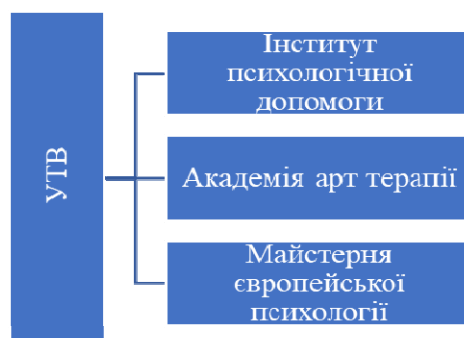 УТВ
Інститут
психологічної
допомоги
Академія арт терапії
Майстерня
європейської
психології